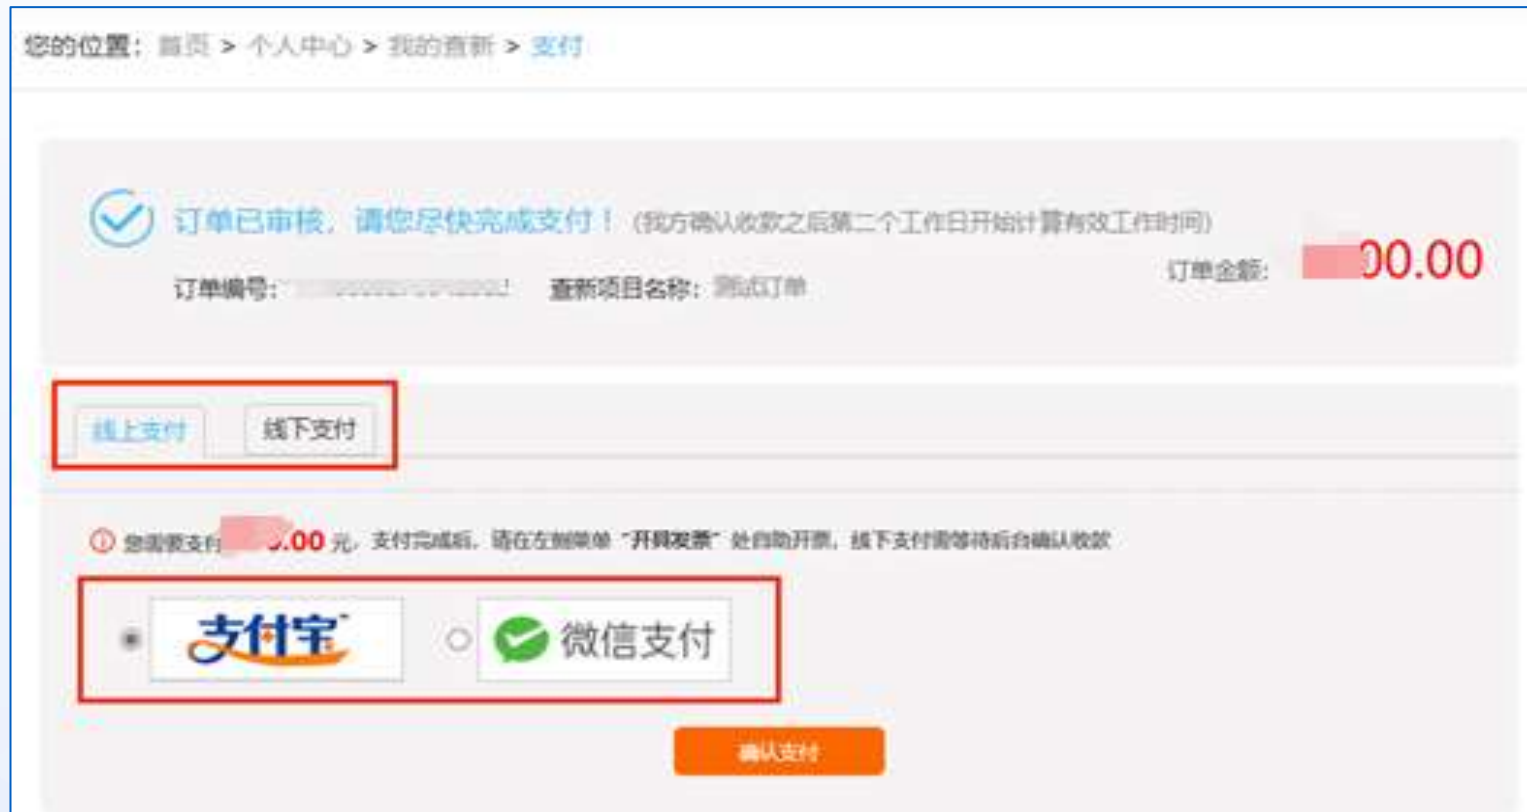 您的位置：首页 > 个人中心 > 我的查新 > 支付
订单已审核，请您尽快完成支付！（我方确认收款之后第二个工作日开始计算有效工作时间）
订单编号： 查新项目名称：测试订单
订单金额： 00.00
线上支付 线下支付
您需要支付 .00 元，支付完成后，请在左侧菜单“开具发票”处自助开票，线下支付需等待后台确认收款
支付宝 微信支付
确认支付